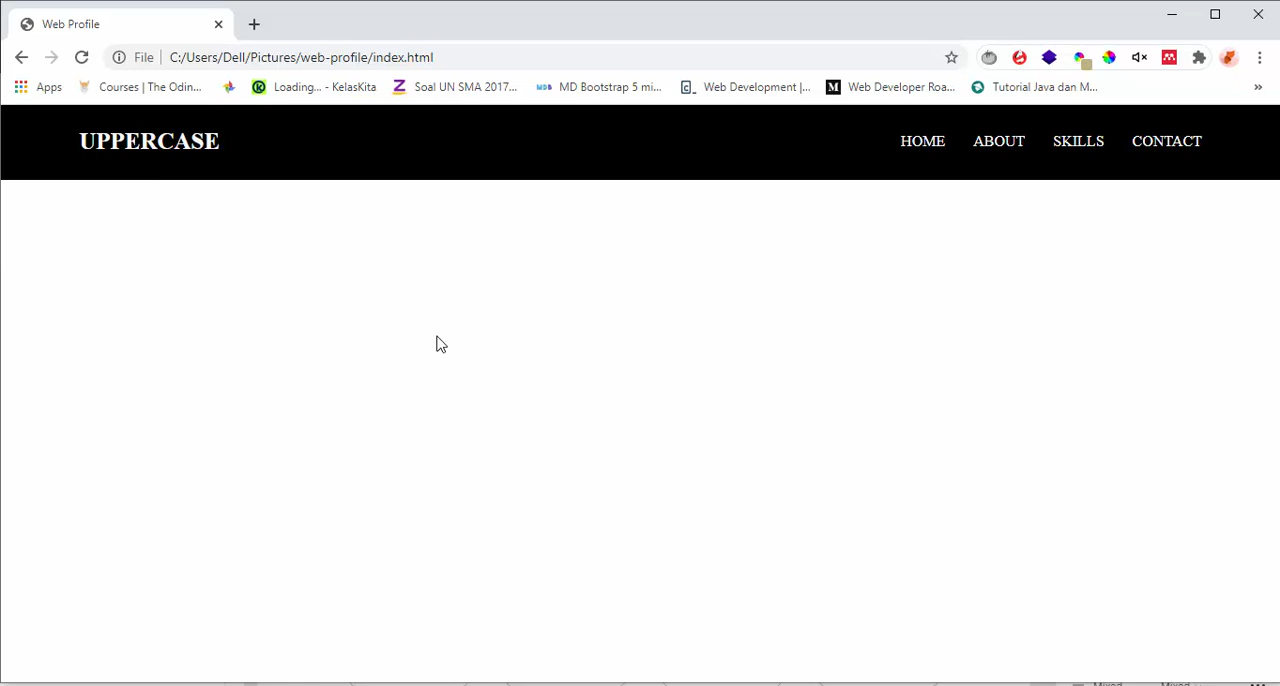 Web Profile
File C:/Users/Dell/Pictures/web-profile/index.html
Apps Courses | The Odin... Loading... - KelasKita Soal UN SMA 2017... MD Bootstrap 5 mi... Web Development |... Web Developer Roa... Tutorial Java dan M... »
UPPERCASE HOME ABOUT SKILLS CONTACT